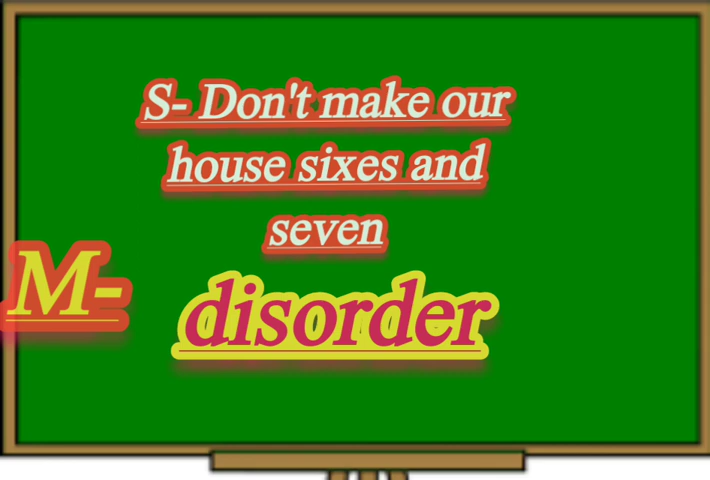 S- Don't make our
house sixes and
seven
M- disorder